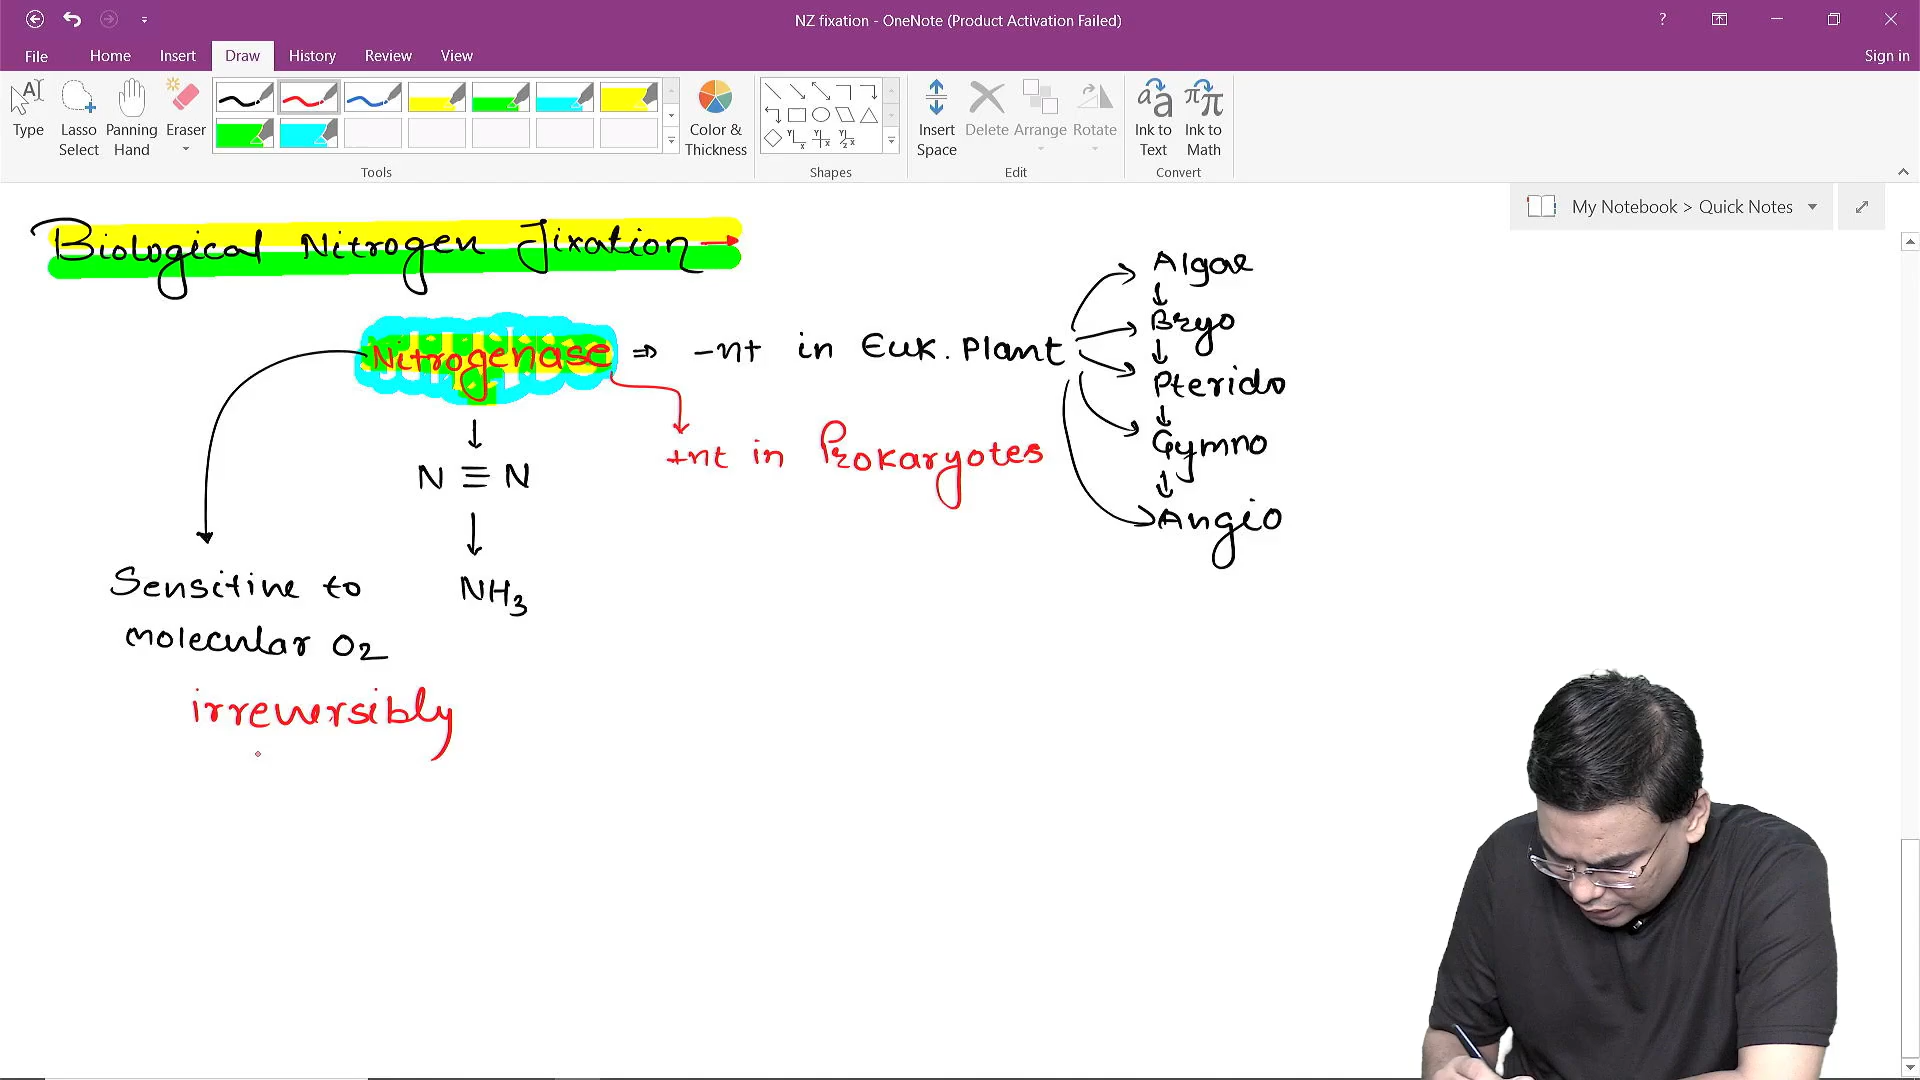 NZ fixation - OneNote (Product Activation Failed)
?
File Home Insert Draw History Review View
Sign in
Type
Lasso Select
Panning Hand
Eraser
Color & Thickness
Insert Space
Delete
Arrange
Rotate
Ink to Text
Ink to Math
Tools
Shapes
Edit
Convert
My Notebook > Quick Notes
Biological Nitrogen Fixation →
Nitrogenase ⇒ -nt in Euk. Plant
Algae
↓
Bryo
↓
Pterido
↓
Gymno
↓
Angio
+nt in Prokaryotes
↓
N ≡ N
↓
NH3
Sensitive to
molecular O2
irreversibly